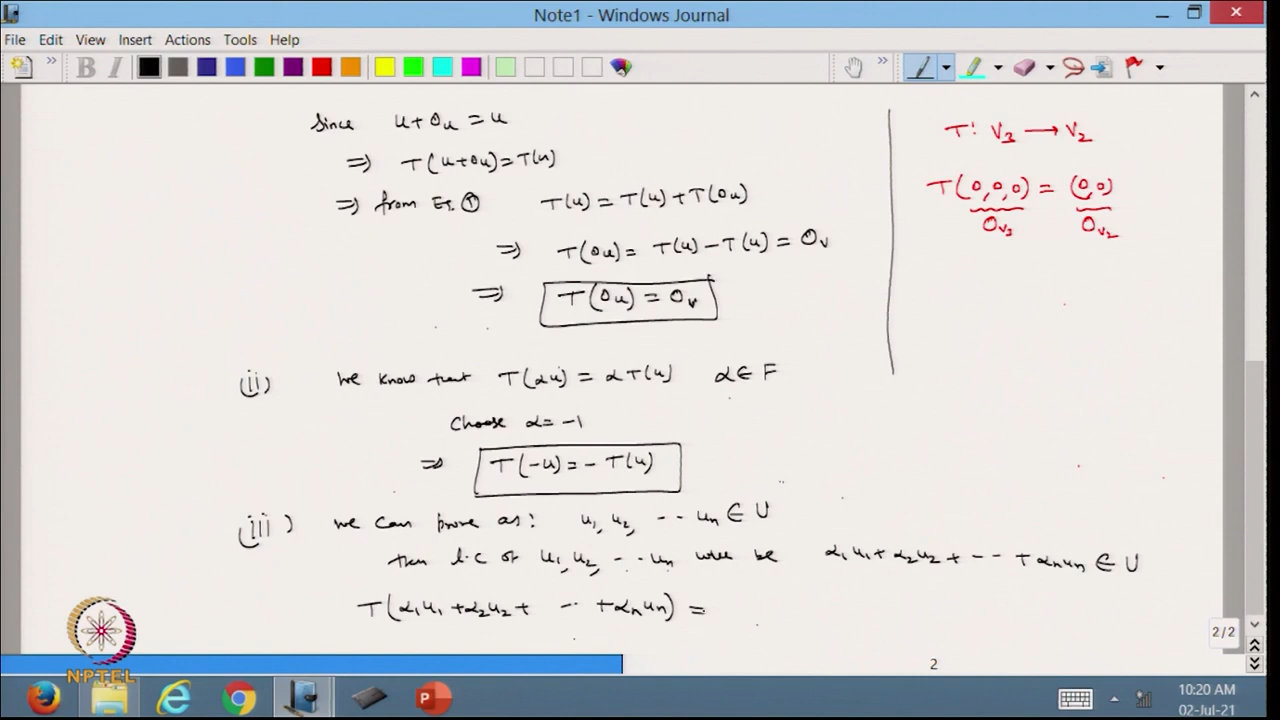 Note1 - Windows Journal
File Edit View Insert Actions Tools Help
Since u + 0u = u
⇒ T(u+0u) = T(u)
⇒ from Eq. ① T(u) = T(u) + T(0u)
⇒ T(0u) = T(u) - T(u) = 0v
⇒ T(0u) = 0v
T: V3 → V2
T(0,0,0) = (0,0)
0v3 0v2
(ii) We know that T(αu) = αT(u) α ∈ F
Choose α = -1
⇒ T(-u) = - T(u)
(iii) We can prove as: u1, u2, -- un ∈ U
then l.c of u1, u2, -- un will be α1u1 + α2u2 + -- + αnun ∈ U
T(α1u1 + α2u2 + -- + αnun) =
NPTEL
2/2
2
10:20 AM
02-Jul-21